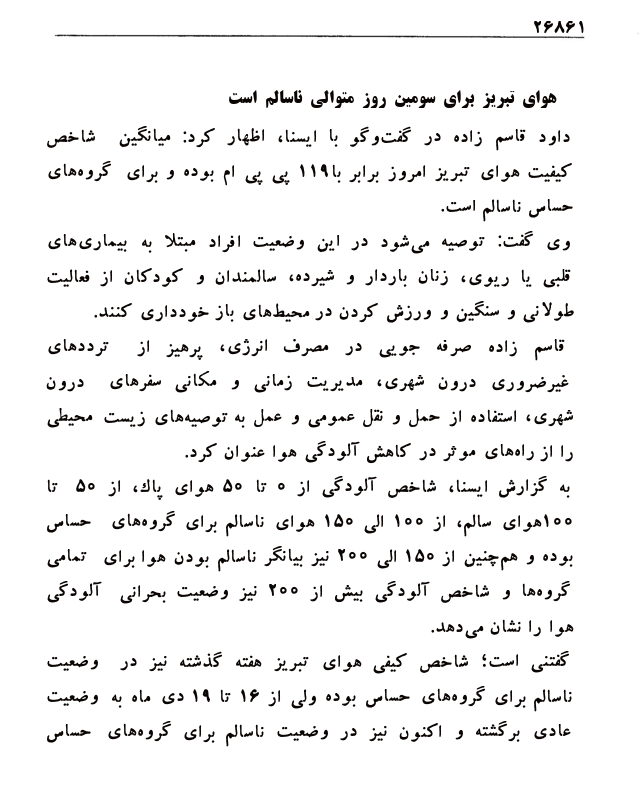 ۲۶۸۶۱
هوای تبریز برای سومین روز متوالی ناسالم است
داود قاسم زاده در گفت‌وگو با ایسنا، اظهار کرد: میانگین شاخص
کیفیت هوای تبریز امروز برابر با۱۱۹ پی پی ام بوده و برای گروه‌های
حساس ناسالم است.
وی گفت: توصیه می‌شود در این وضعیت افراد مبتلا به بیماری‌های
قلبی یا ریوی، زنان باردار و شیرده، سالمندان و کودکان از فعالیت
طولانی و سنگین و ورزش کردن در محیط‌های باز خودداری کنند.
قاسم زاده صرفه جویی در مصرف انرژی، پرهیز از ترددهای
غیرضروری درون شهری، مدیریت زمانی و مکانی سفرهای درون
شهری، استفاده از حمل و نقل عمومی و عمل به توصیه‌های زیست محیطی
را از راه‌های موثر در کاهش آلودگی هوا عنوان کرد.
به گزارش ایسنا، شاخص آلودگی از ۰ تا ۵۰ هوای پاك، از ۵۰ تا
۱۰۰هوای سالم، از ۱۰۰ الی ۱۵۰ هوای ناسالم برای گروه‌های حساس
بوده و هم‌چنین از ۱۵۰ الی ۲۰۰ نیز بیانگر ناسالم بودن هوا برای تمامی
گروه‌ها و شاخص آلودگی بیش از ۲۰۰ نیز وضعیت بحرانی آلودگی
هوا را نشان می‌دهد.
گفتنی است؛ شاخص کیفی هوای تبریز هفته گذشته نیز در وضعیت
ناسالم برای گروه‌های حساس بوده ولی از ۱۶ تا ۱۹ دی ماه به وضعیت
عادی برگشته و اکنون نیز در وضعیت ناسالم برای گروه‌های حساس